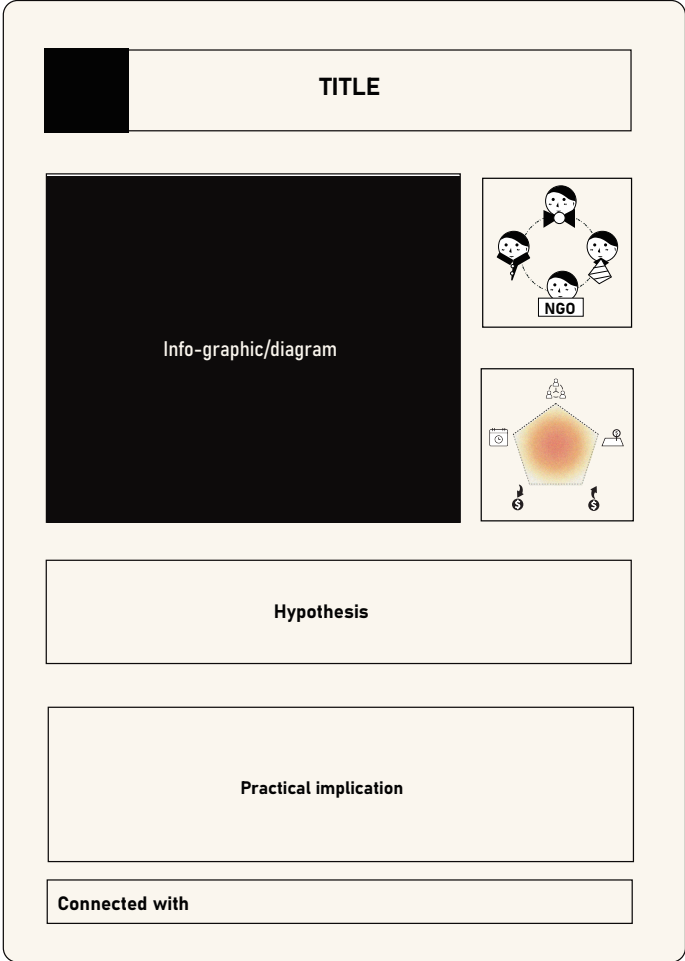 TITLE
Info-graphic/diagram
NGO
$
$
Hypothesis
Practical implication
Connected with